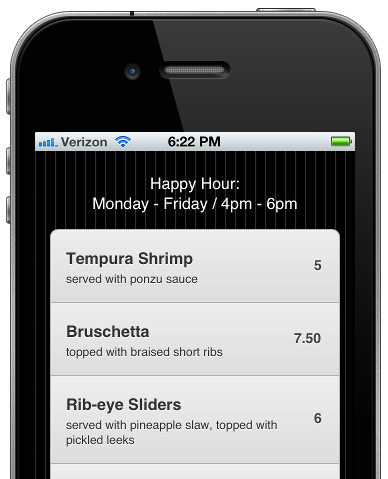 Verizon 6:22 PM
Happy Hour:
Monday - Friday / 4pm - 6pm
Tempura Shrimp 5
served with ponzu sauce
Bruschetta 7.50
topped with braised short ribs
Rib-eye Sliders 6
served with pineapple slaw, topped with
pickled leeks